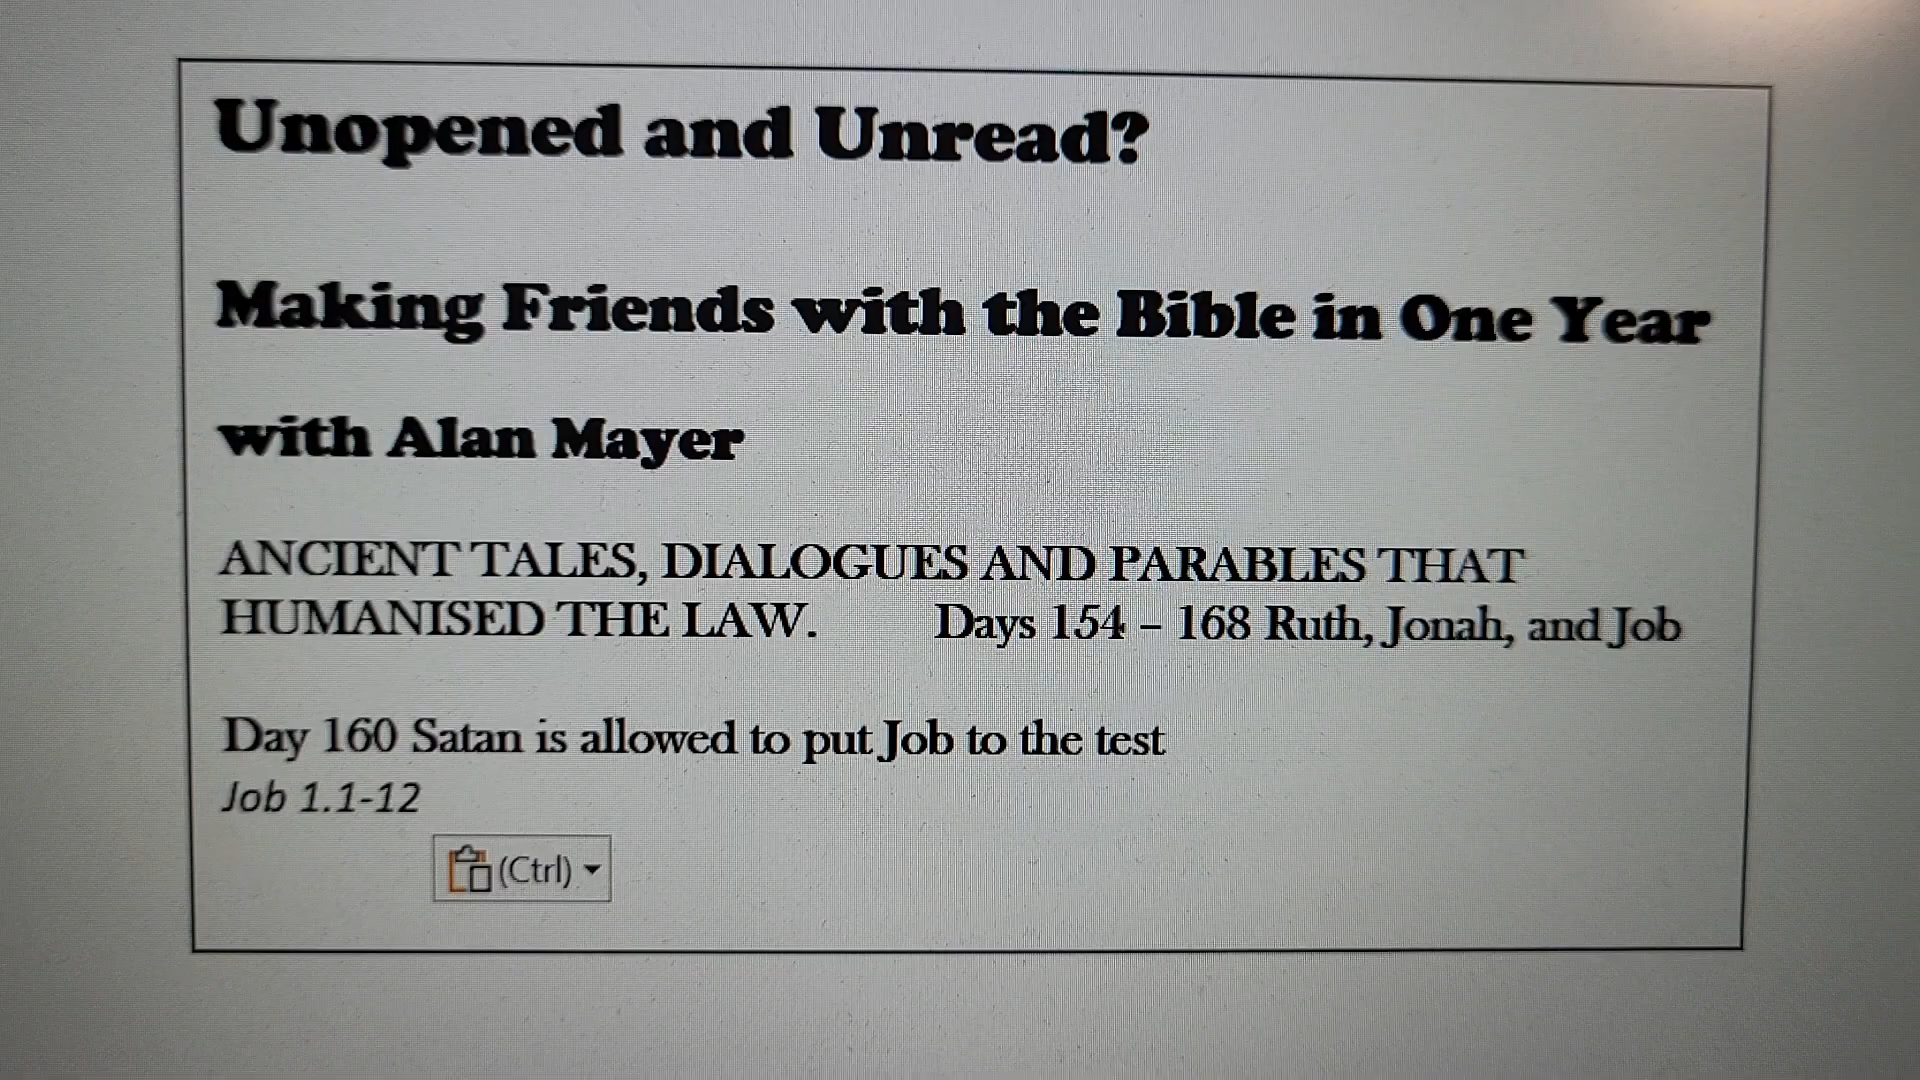 Unopened and Unread?
Making Friends with the Bible in One Year
with Alan Mayer
ANCIENT TALES, DIALOGUES AND PARABLES THAT
HUMANISED THE LAW. Days 154 – 168 Ruth, Jonah, and Job
Day 160 Satan is allowed to put Job to the test
Job 1.1-12
(Ctrl)